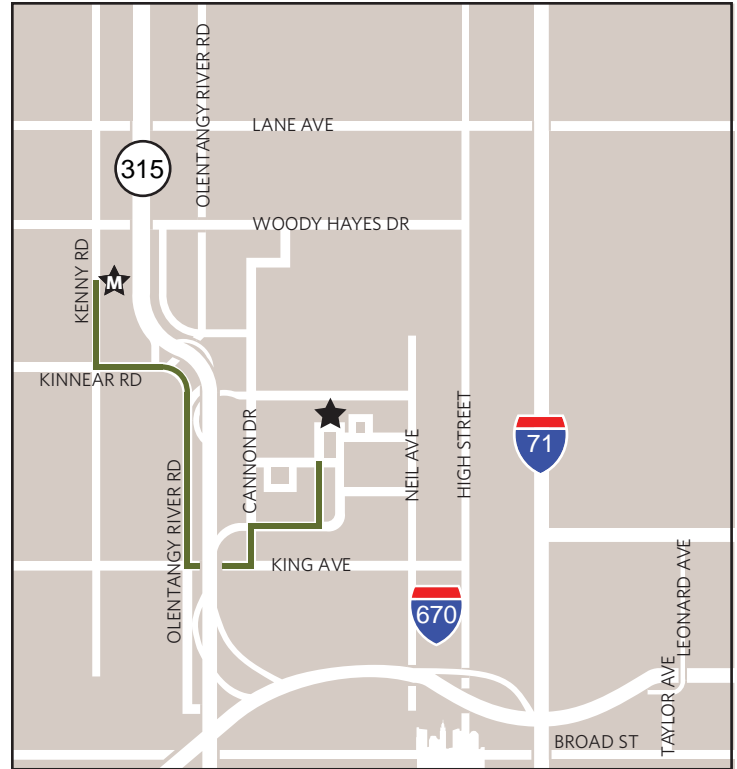 OLENTANGY RIVER RD
LANE AVE
315
WOODY HAYES DR
KENNY RD
M
KINNEAR RD
CANNON DR
NEIL AVE
HIGH STREET
71
OLENTANGY RIVER RD
KING AVE
670
LEONARD AVE
TAYLOR AVE
BROAD ST